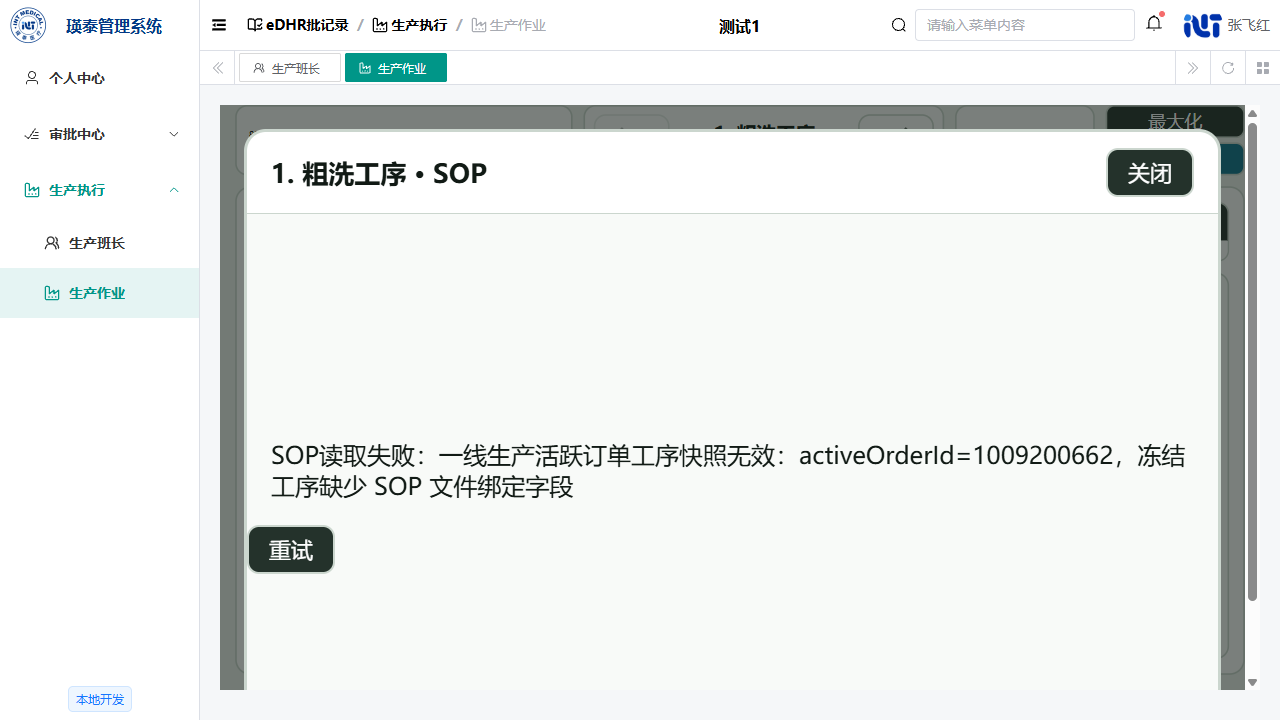 瑛泰管理系统
eDHR批记录 / 生产执行 / 生产作业
测试1
请输入菜单内容
张飞红
生产班长
生产作业
个人中心
审批中心
生产执行
生产班长
生产作业
最大化
1. 粗洗工序 • SOP
关闭
SOP读取失败：一线生产活跃订单工序快照无效：activeOrderId=1009200662，冻结
工序缺少 SOP 文件绑定字段
重试
本地开发